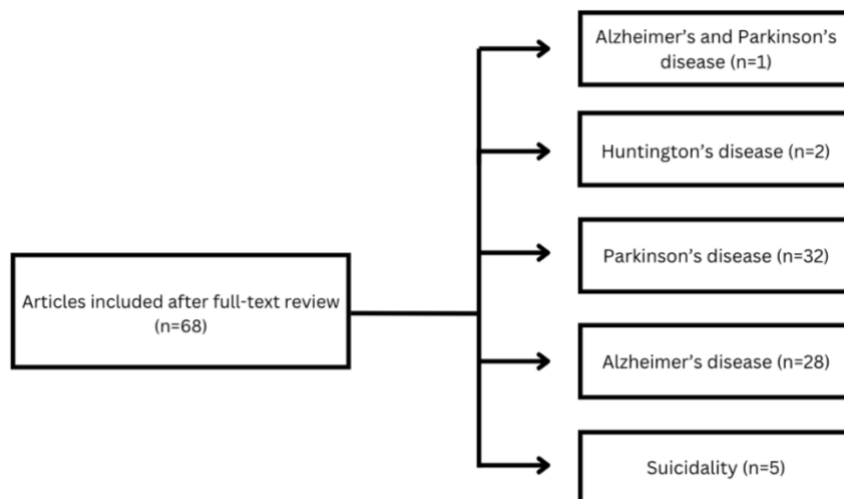 Alzheimer's and Parkinson's
disease (n=1)
Huntington's disease (n=2)
Parkinson's disease (n=32)
Articles included after full-text review
(n=68)
Alzheimer's disease (n=28)
Suicidality (n=5)